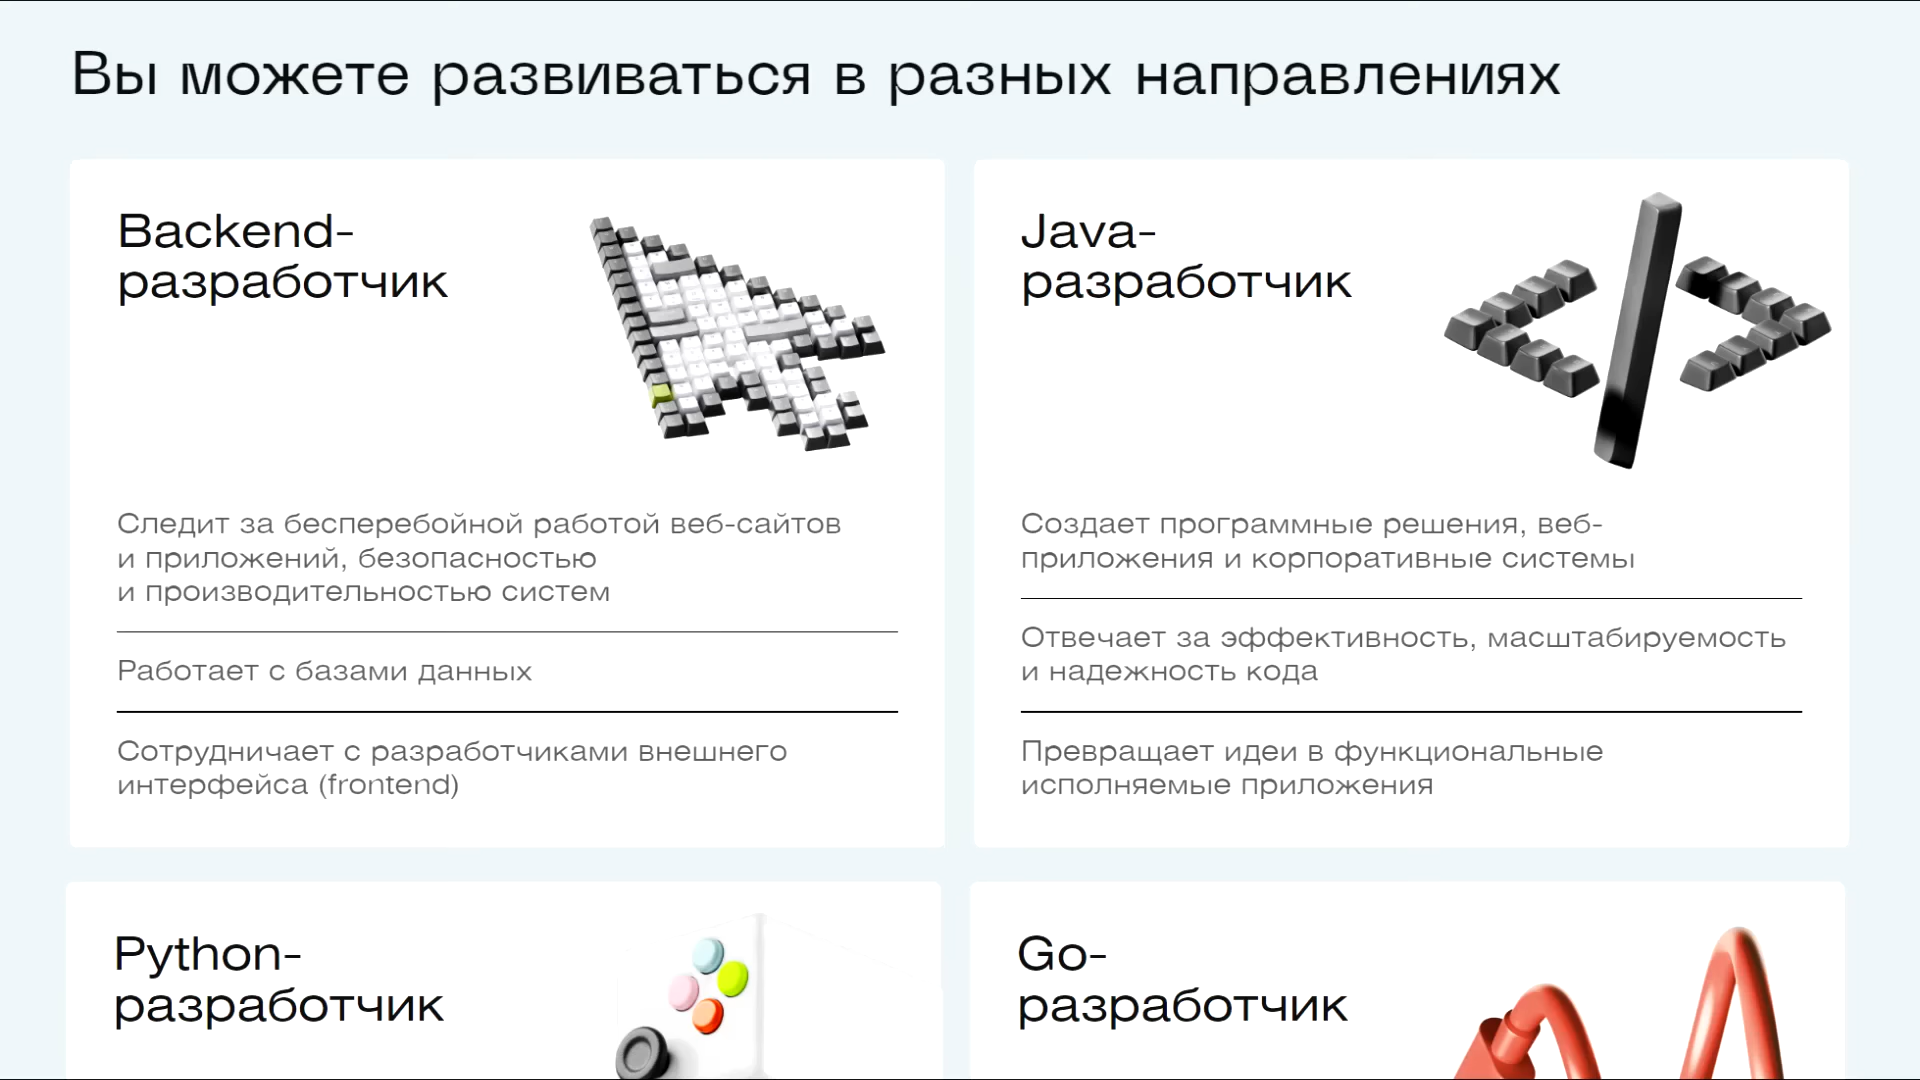 Вы можете развиваться в разных направлениях
Backend-
разработчик
Следит за бесперебойной работой веб-сайтов
и приложений, безопасностью
и производительностью систем
Работает с базами данных
Сотрудничает с разработчиками внешнего
интерфейса (frontend)
Java-
разработчик
Создает программные решения, веб-
приложения и корпоративные системы
Отвечает за эффективность, масштабируемость
и надежность кода
Превращает идеи в функциональные
исполняемые приложения
Python-
разработчик
Go-
разработчик